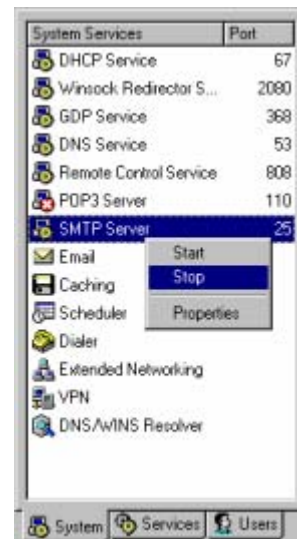 System Services Port
DHCP Service 67
Winsock Redirector S... 2080
GDP Service 368
DNS Service 53
Remote Control Service 808
POP3 Server 110
SMTP Server 25
Email
Start
Caching
Stop
Scheduler
Properties
Dialer
Extended Networking
VPN
DNS/WINS Resolver
System Services Users